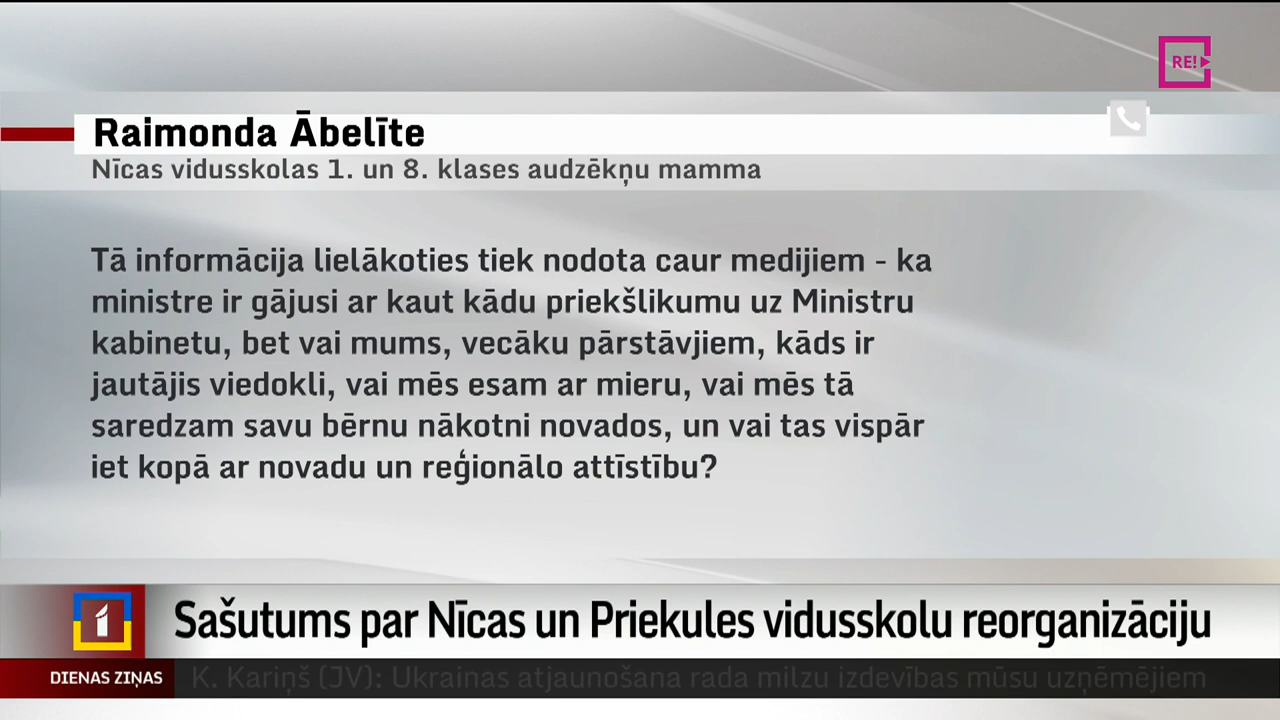 RE!
Raimonda Ābelīte
Nīcas vidusskolas 1. un 8. klases audzēkņu mamma
Tā informācija lielākoties tiek nodota caur medijiem - ka
ministre ir gājusi ar kaut kādu priekšlikumu uz Ministru
kabinetu, bet vai mums, vecāku pārstāvjiem, kāds ir
jautājis viedokli, vai mēs esam ar mieru, vai mēs tā
saredzam savu bērnu nākotni novados, un vai tas vispār
iet kopā ar novadu un reģionālo attīstību?
1 Sašutums par Nīcas un Priekules vidusskolu reorganizāciju
DIENAS ZIŅAS K. Kariņš (JV): Ukrainas atjaunošana rada milzu izdevības mūsu uzņēmējiem